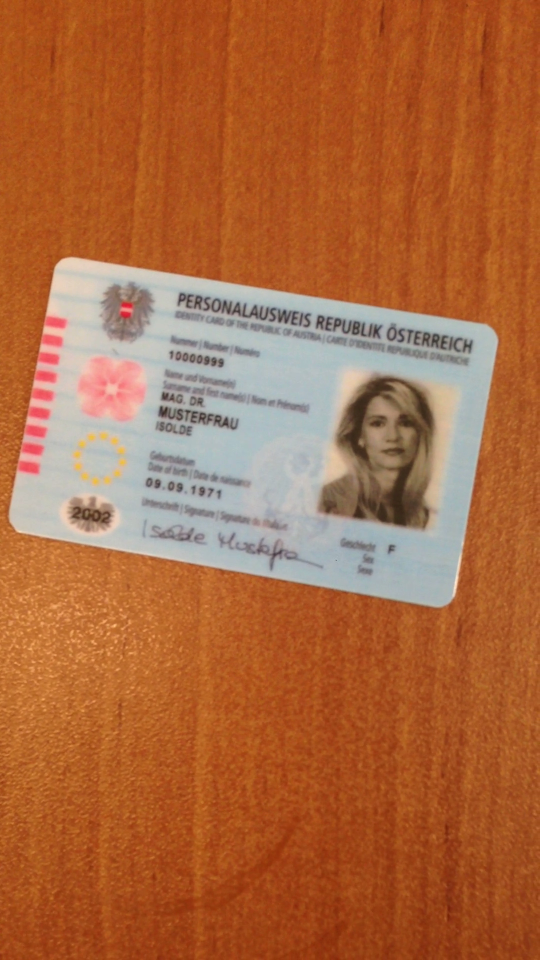 PERSONALAUSWEIS REPUBLIK ÖSTERREICH
IDENTITY CARD OF THE REPUBLIC OF AUSTRIA | CARTE D'IDENTITE REPUBLIQUE D'AUTRICHE
Nummer | Number | Numéro
10000999
Name und Vorname(n)
Surname and first name(s) | Nom et Prénom(s)
MAG. DR.
MUSTERFRAU
ISOLDE
Geburtsdatum
Date of birth | Date de naissance
09.09.1971
Unterschrift | Signature | Signature du titulaire
Isolde Musterfrau
Geschlecht F
Sex
Sexe
2002